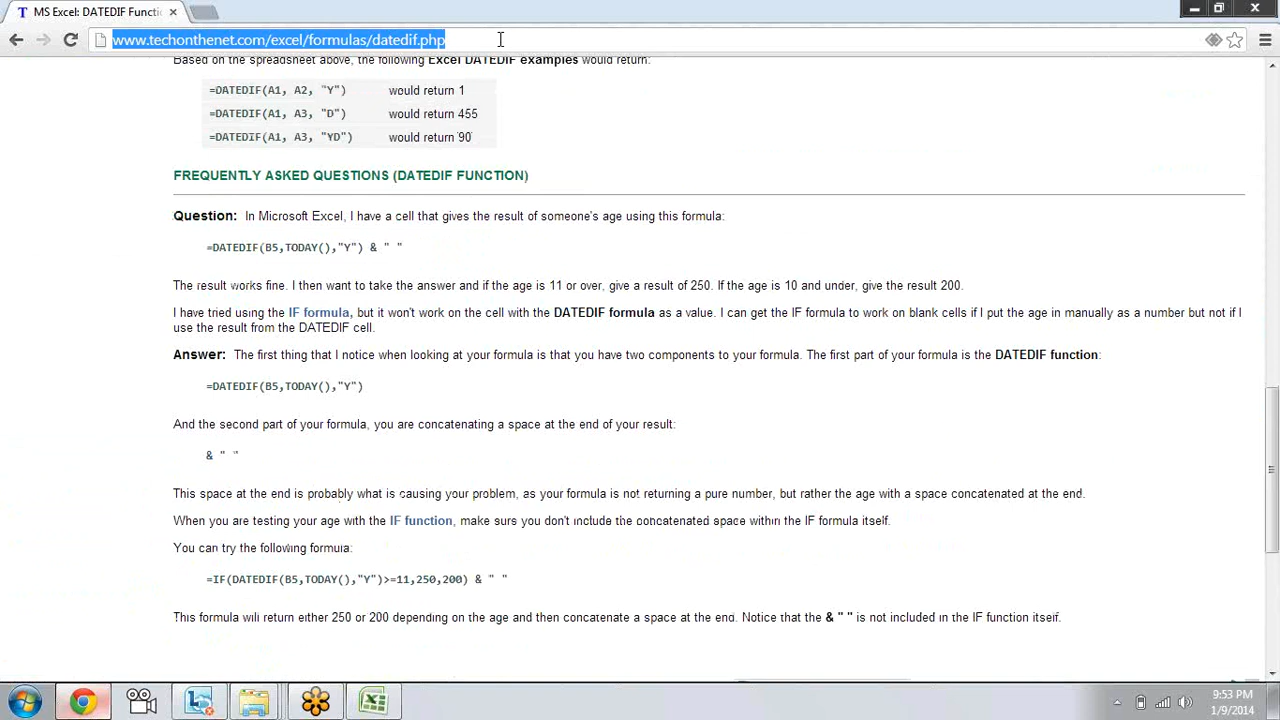 MS Excel: DATEDIF Functi
www.techonthenet.com/excel/formulas/datedif.php
Based on the spreadsheet above, the following Excel DATEDIF examples would return:
=DATEDIF(A1, A2, "Y") would return 1
=DATEDIF(A1, A3, "D") would return 455
=DATEDIF(A1, A3, "YD") would return 90
FREQUENTLY ASKED QUESTIONS (DATEDIF FUNCTION)
Question: In Microsoft Excel, I have a cell that gives the result of someone's age using this formula:
=DATEDIF(B5,TODAY(),"Y") & " "
The result works fine. I then want to take the answer and if the age is 11 or over, give a result of 250. If the age is 10 and under, give the result 200.
I have tried using the IF formula, but it won't work on the cell with the DATEDIF formula as a value. I can get the IF formula to work on blank cells if I put the age in manually as a number but not if I
use the result from the DATEDIF cell.
Answer: The first thing that I notice when looking at your formula is that you have two components to your formula. The first part of your formula is the DATEDIF function:
=DATEDIF(B5,TODAY(),"Y")
And the second part of your formula, you are concatenating a space at the end of your result:
& " "
This space at the end is probably what is causing your problem, as your formula is not returning a pure number, but rather the age with a space concatenated at the end.
When you are testing your age with the IF function, make sure you don't include the concatenated space within the IF formula itself.
You can try the following formula:
=IF(DATEDIF(B5,TODAY(),"Y")>=11,250,200) & " "
This formula will return either 250 or 200 depending on the age and then concatenate a space at the end. Notice that the & " " is not included in the IF function itself.
9:53 PM
1/9/2014